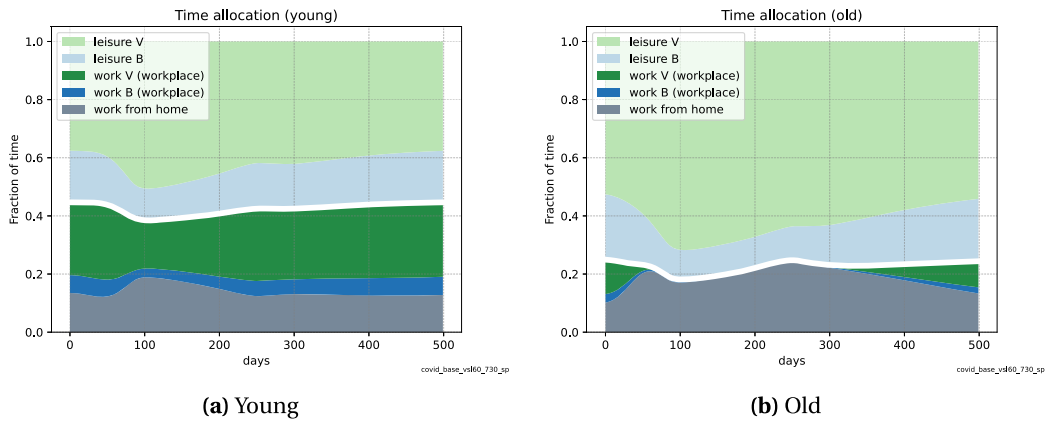 Time allocation (young)
1.0
0.8
0.6
0.4
0.2
0.0
Fraction of time
leisure V
leisure B
work V (workplace)
work B (workplace)
work from home
0 100 200 300 400 500
days
covid_base_vsl60_730_sp
(a) Young
Time allocation (old)
1.0
0.8
0.6
0.4
0.2
0.0
Fraction of time
leisure V
leisure B
work V (workplace)
work B (workplace)
work from home
0 100 200 300 400 500
days
covid_base_vsl60_730_sp
(b) Old